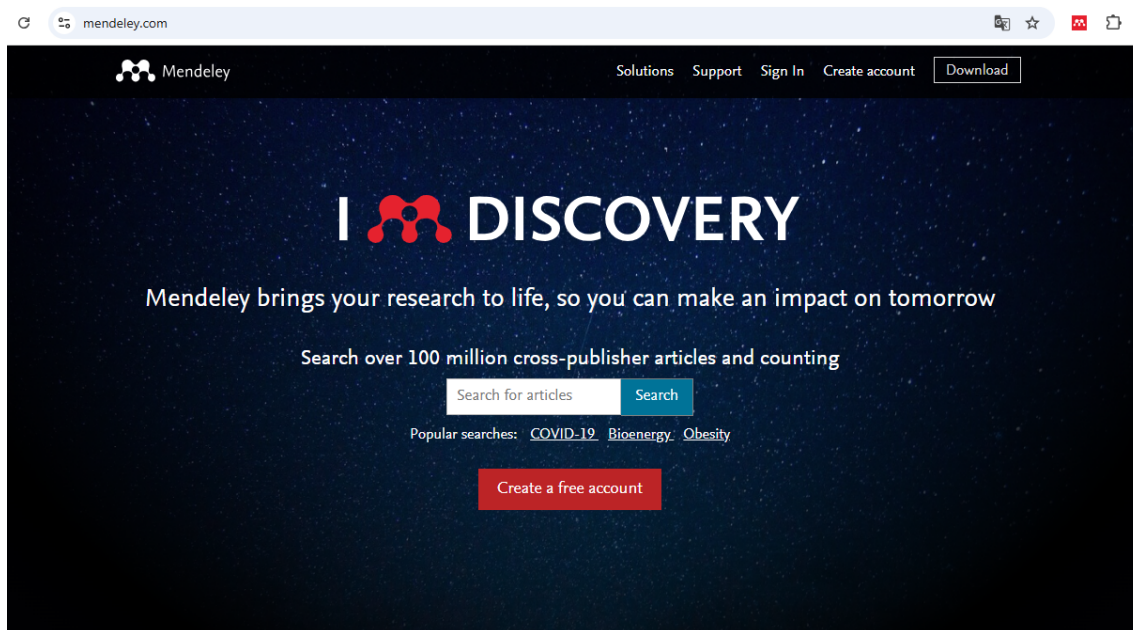 mendeley.com
Mendeley Solutions Support Sign In Create account Download
I DISCOVERY
Mendeley brings your research to life, so you can make an impact on tomorrow
Search over 100 million cross-publisher articles and counting
Search for articles Search
Popular searches: COVID-19 Bioenergy Obesity
Create a free account